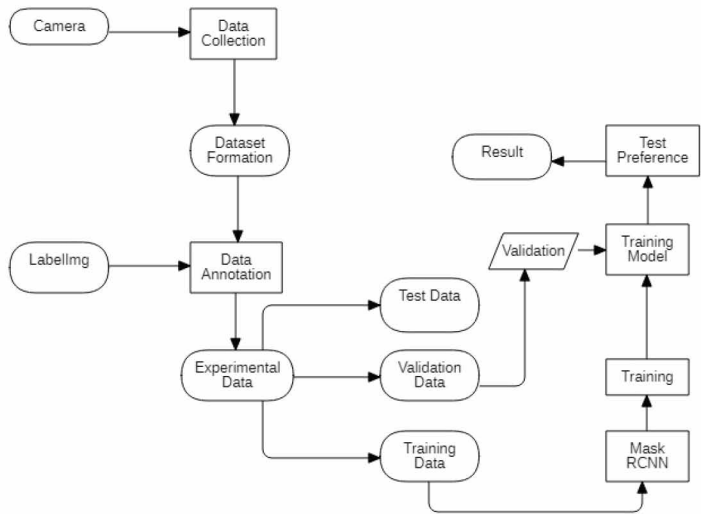 Camera
Data
Collection
Dataset
Formation
Result
Test
Preference
LabelImg
Data
Annotation
Validation
Training
Model
Test Data
Experimental
Data
Validation
Data
Training
Training
Data
Mask
RCNN